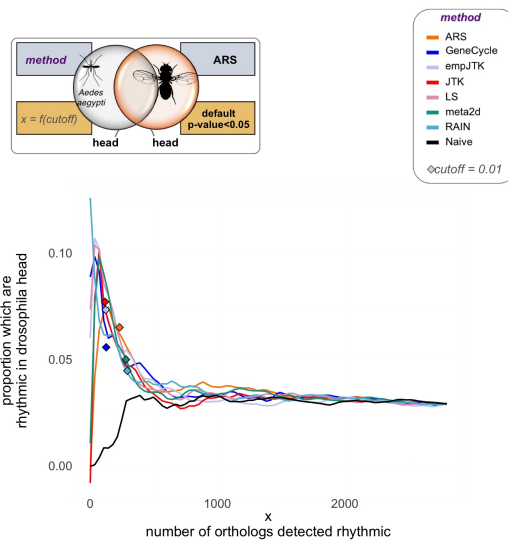 method
ARS
Aedes
aegypti
x = f(cutoff)
default
p-value<0.05
head head
method
ARS
GeneCycle
empJTK
JTK
LS
meta2d
RAIN
Naive
cutoff = 0.01
proportion which are
rhythmic in drosophila head
0.10
0.05
0.00
0 1000 2000
x
number of orthologs detected rhythmic